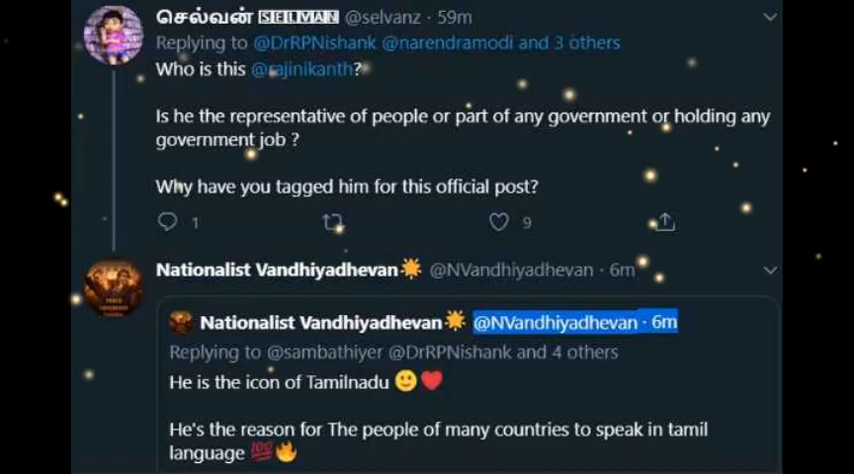 செல்வன் 🆂🅴🅻🆅🅰🅽 @selvanz · 59m
Replying to @DrRPNishank @narendramodi and 3 others
Who is this @rajinikanth?
Is he the representative of people or part of any government or holding any
government job ?
Why have you tagged him for this official post?
1
9
Nationalist Vandhiyadhevan🌟 @NVandhiyadhevan · 6m
Nationalist Vandhiyadhevan🌟 @NVandhiyadhevan · 6m
Replying to @sambathiyer @DrRPNishank and 4 others
He is the icon of Tamilnadu 🙂❤️
He's the reason for The people of many countries to speak in tamil
language 💯🔥